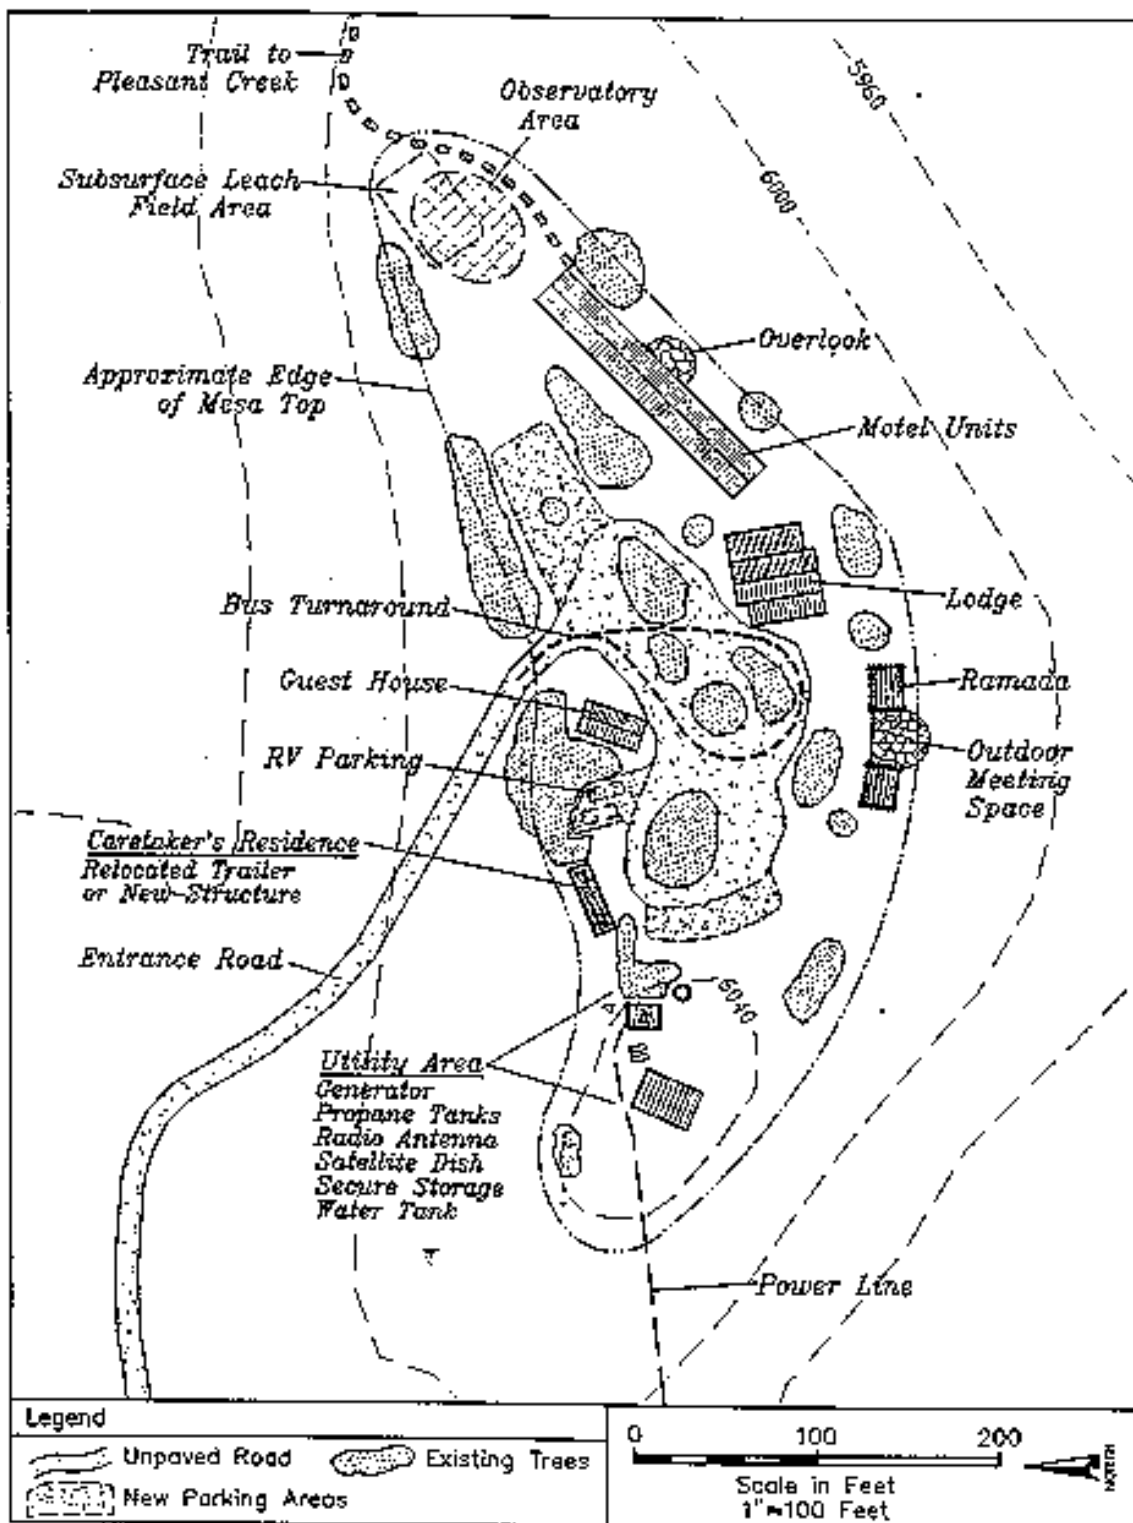 Trail to
Pleasant Creek
Observatory
Area
5960
6000
Subsurface Leach
Field Area
Overlook
Approximate Edge
of Mesa Top
Motel Units
Bus Turnaround
Lodge
Guest House
Ramada
RV Parking
Outdoor
Meeting
Space
Caretaker's Residence
Relocated Trailer
or New Structure
Entrance Road
6040
Utility Area
Generator
Propane Tanks
Radio Antenna
Satellite Dish
Secure Storage
Water Tank
Power Line
Legend
Unpaved Road
Existing Trees
New Parking Areas
0 100 200
Scale in Feet
1"≈100 Feet
NORTH